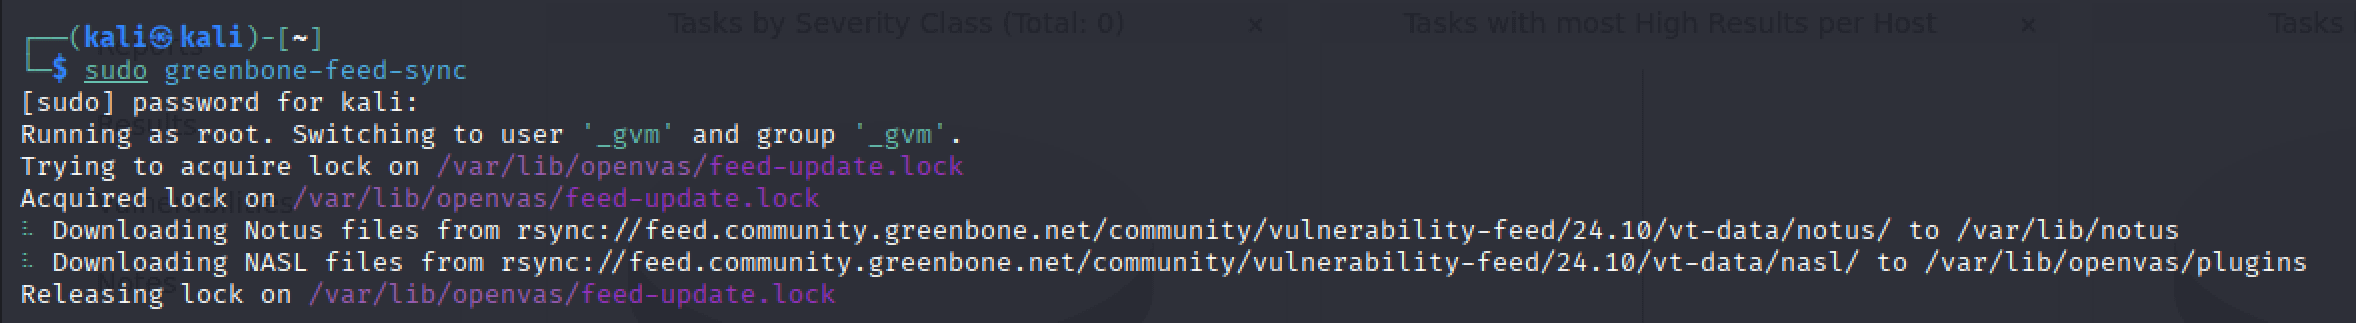 Tasks by Severity Class (Total: 0) × Tasks with most High Results per Host × Tasks
┌──(kali㉿kali)-[~]
Reports
└─$ sudo greenbone-feed-sync
[sudo] password for kali:
Results
Running as root. Switching to user '_gvm' and group '_gvm'.
Trying to acquire lock on /var/lib/openvas/feed-update.lock
Acquired lock on /var/lib/openvas/feed-update.lock
Vulnerabilities
⠧ Downloading Notus files from rsync://feed.community.greenbone.net/community/vulnerability-feed/24.10/vt-data/notus/ to /var/lib/notus
⠧ Downloading NASL files from rsync://feed.community.greenbone.net/community/vulnerability-feed/24.10/vt-data/nasl/ to /var/lib/openvas/plugins
Notes
Releasing lock on /var/lib/openvas/feed-update.lock